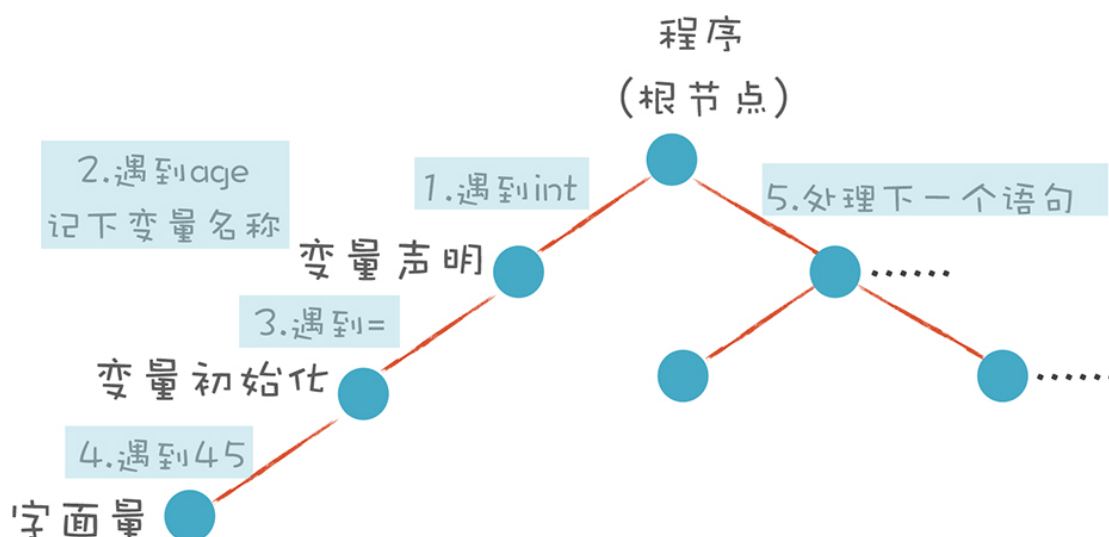 程序
(根节点)
1.遇到int
2.遇到age
记下变量名称
变量声明
3.遇到=
变量初始化
4.遇到45
字面量
5.处理下一个语句
……
……